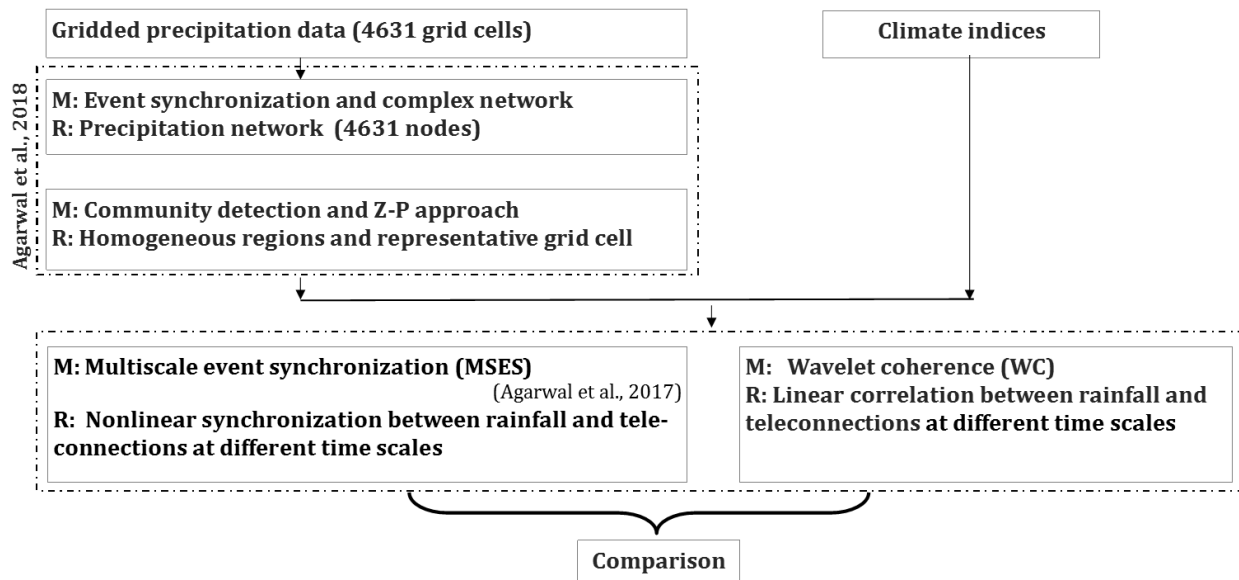 Gridded precipitation data (4631 grid cells)
Climate indices
Agarwal et al., 2018
M: Event synchronization and complex network
R: Precipitation network (4631 nodes)
M: Community detection and Z-P approach
R: Homogeneous regions and representative grid cell
M: Multiscale event synchronization (MSES)
(Agarwal et al., 2017)
R: Nonlinear synchronization between rainfall and tele-
connections at different time scales
M: Wavelet coherence (WC)
R: Linear correlation between rainfall and
teleconnections at different time scales
Comparison